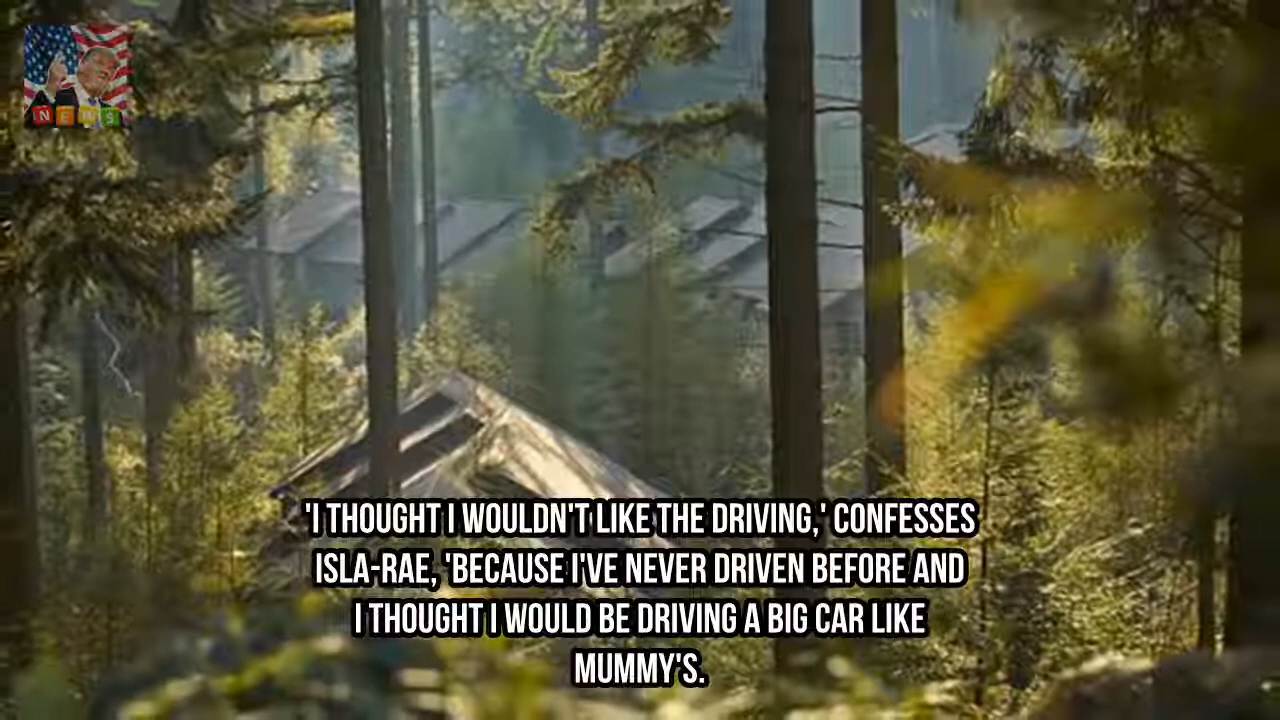 NEWS
'I THOUGHT I WOULDN'T LIKE THE DRIVING,' CONFESSES
ISLA-RAE, 'BECAUSE I'VE NEVER DRIVEN BEFORE AND
I THOUGHT I WOULD BE DRIVING A BIG CAR LIKE
MUMMY'S.